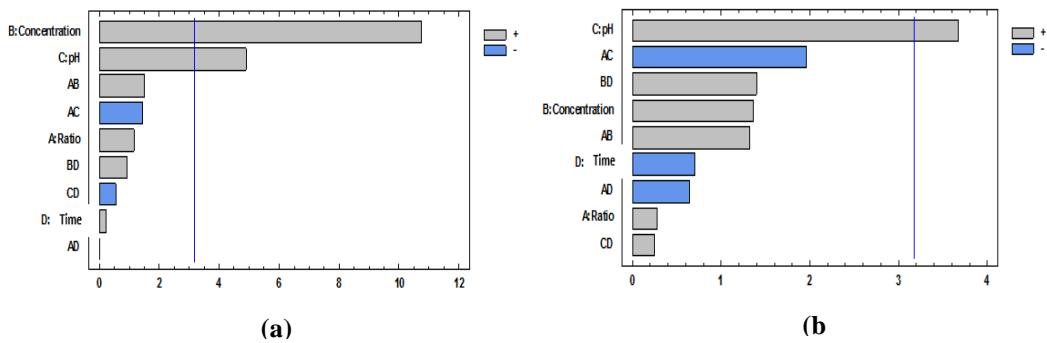 B:Concentration
C:pH
AB
AC
A:Ratio
BD
CD
D: Time
AD
0 2 4 6 8 10 12
+
-
(a)
C:pH
AC
BD
B:Concentration
AB
D: Time
AD
A:Ratio
CD
0 1 2 3 4
+
-
(b